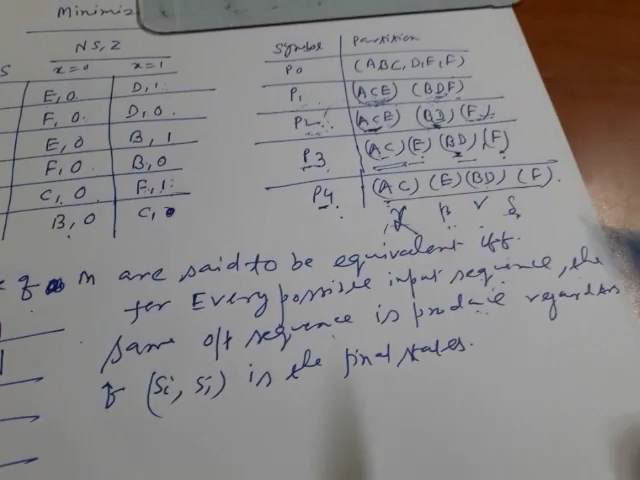 Minimiz
NS, Z
S x=0 x=1
E, 0 D, 1
F, 0 D, 0
E, 0 B, 1
F, 0 B, 0
C, 0 F, 1
B, 0 C, 0
Symbol Partition
P0 (ABC, D, E, F)
P1 (ACE) (BDF)
P2 (ACE) (BD) (F)
P3 (AC) (E) (BD) (F)
P4 (AC) (E) (BD) (F).
α β γ δ
of m are said to be equivalent iff.
for Every possible input sequence, the
same o/p sequence is produce regardless
if (Si, Sj) is the final states.